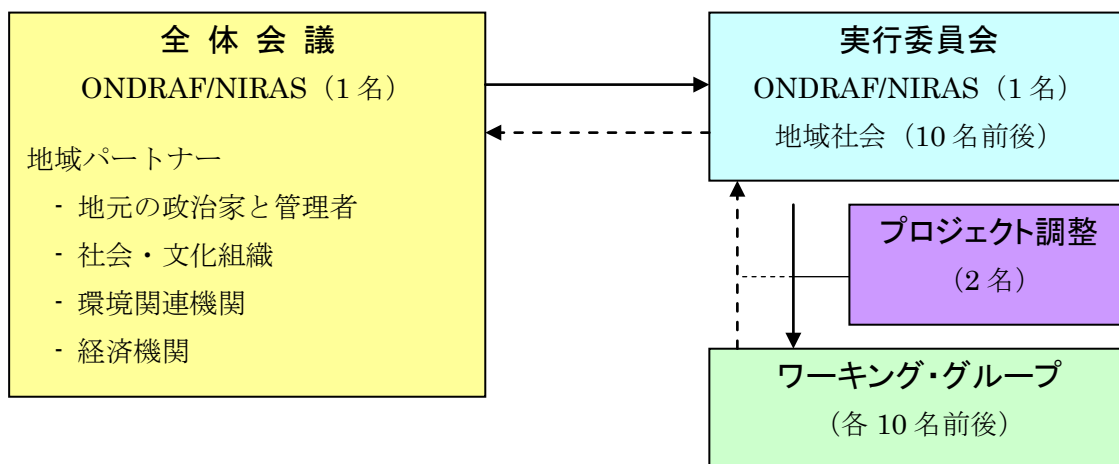 全 体 会 議
ONDRAF/NIRAS（1 名）
地域パートナー
- 地元の政治家と管理者
- 社会・文化組織
- 環境関連機関
- 経済機関
実行委員会
ONDRAF/NIRAS（1 名）
地域社会（10 名前後）
プロジェクト調整
（2 名）
ワーキング・グループ
（各 10 名前後）